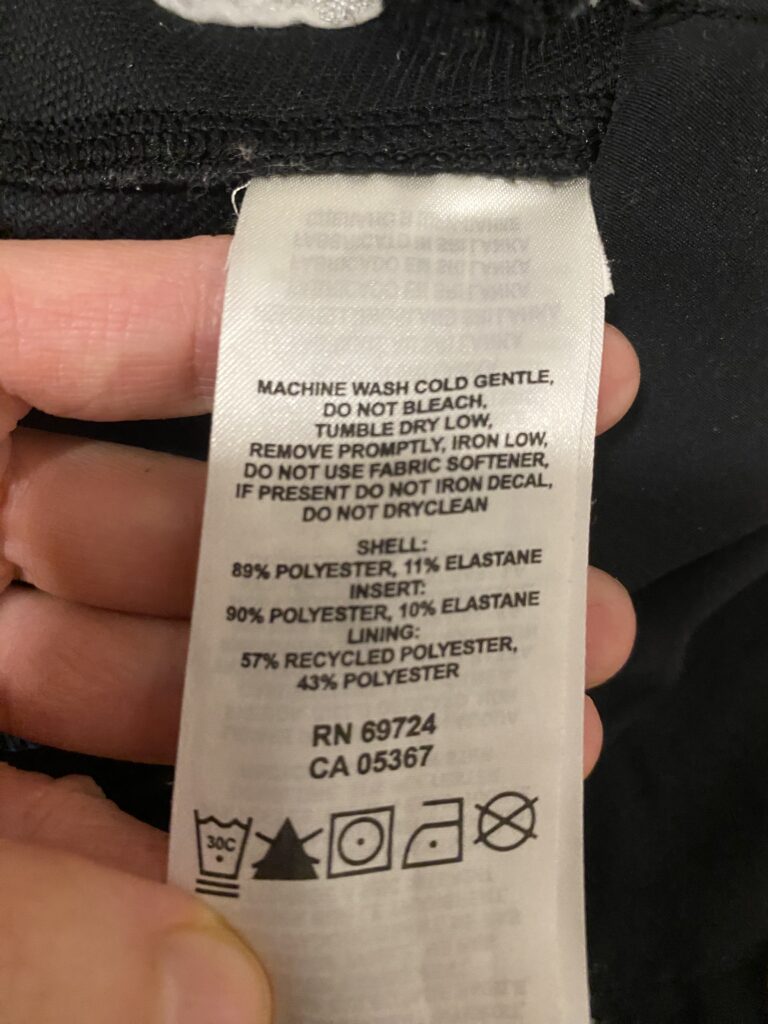 MACHINE WASH COLD GENTLE,
DO NOT BLEACH,
TUMBLE DRY LOW,
REMOVE PROMPTLY, IRON LOW,
DO NOT USE FABRIC SOFTENER,
IF PRESENT DO NOT IRON DECAL,
DO NOT DRYCLEAN
SHELL:
89% POLYESTER, 11% ELASTANE
INSERT:
90% POLYESTER, 10% ELASTANE
LINING:
57% RECYCLED POLYESTER,
43% POLYESTER
RN 69724
CA 05367
30C